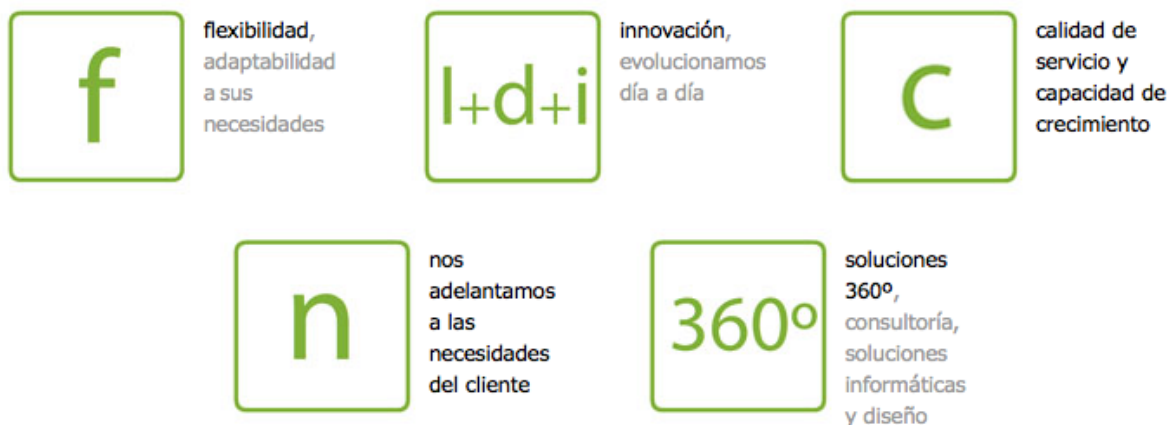 f
flexibilidad,
adaptabilidad
a sus
necesidades
I+d+i
innovación,
evolucionamos
día a día
c
calidad de
servicio y
capacidad de
crecimiento
n
nos
adelantamos
a las
necesidades
del cliente
360º
soluciones
360º,
consultoría,
soluciones
informáticas
y diseño